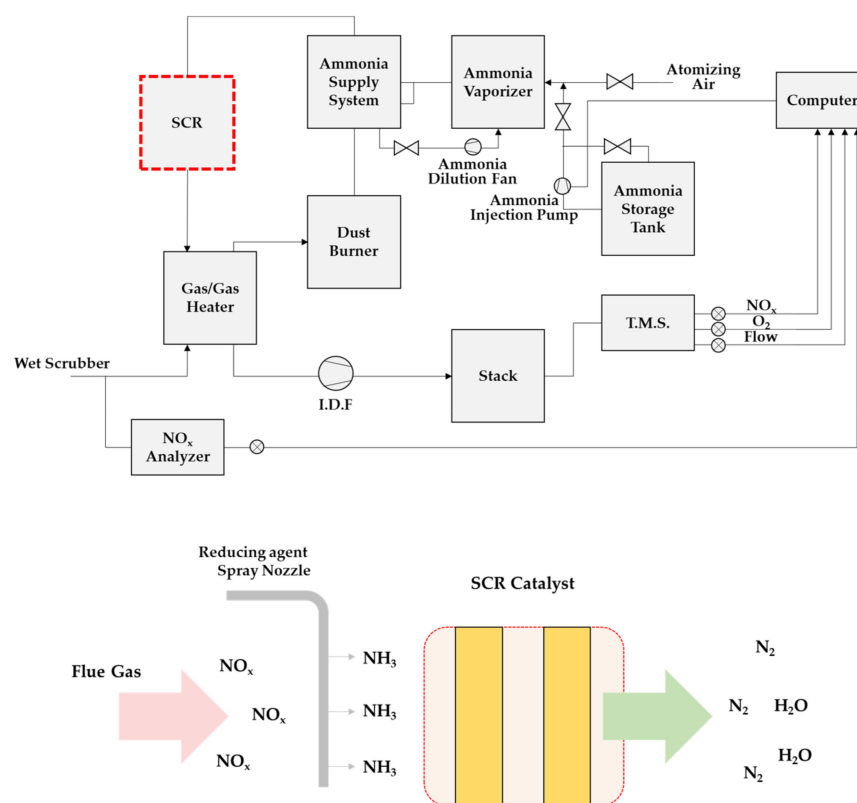 Ammonia
Supply
System
Ammonia
Vaporizer
Atomizing
Air
Computer
SCR
Ammonia
Dilution Fan
Ammonia
Injection Pump
Ammonia
Storage
Tank
Dust
Burner
Gas/Gas
Heater
T.M.S.
NOₓ
O₂
Flow
Wet Scrubber
I.D.F
Stack
NOₓ
Analyzer
Reducing agent
Spray Nozzle
SCR Catalyst
Flue Gas
NOₓ
NOₓ
NOₓ
NH₃
NH₃
NH₃
N₂
N₂ H₂O
H₂O
N₂